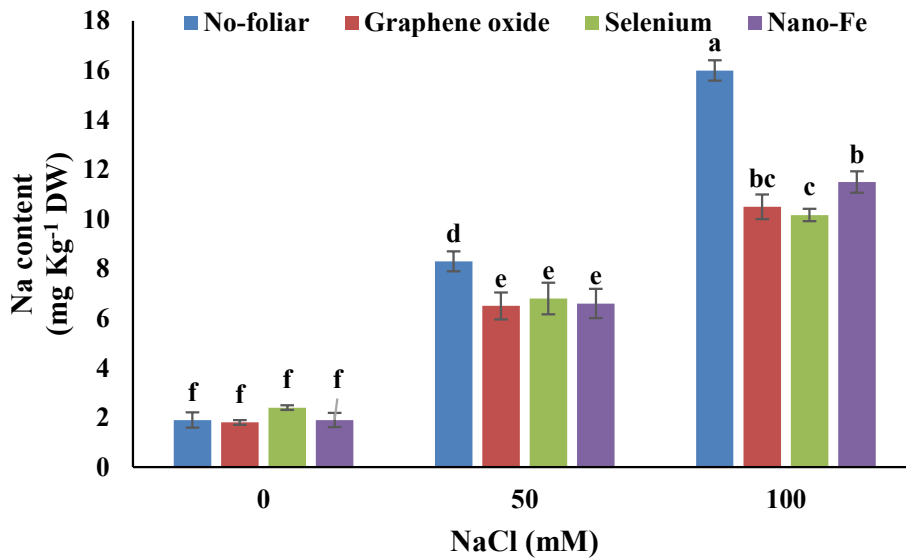 No-foliar Graphene oxide Selenium Nano-Fe
18
16
14
12
10
8
6
4
2
0
Na content
(mg Kg⁻¹ DW)
f f f f
d e e e
a bc c b
0 50 100
NaCl (mM)